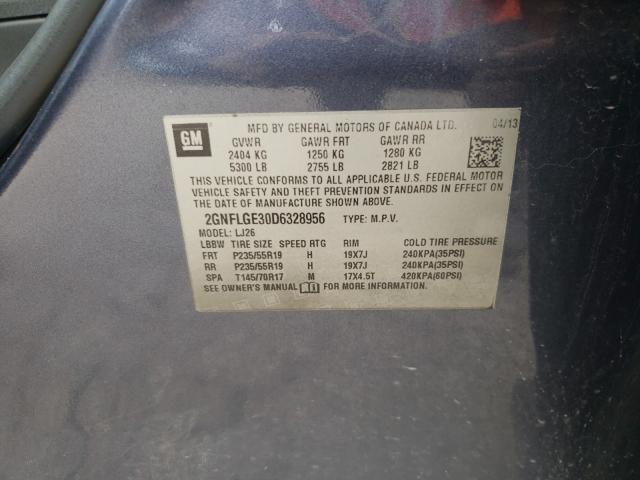 GM
MFD BY GENERAL MOTORS OF CANADA LTD. 04/13
GVWR GAWR FRT GAWR RR
2404 KG 1250 KG 1280 KG
5300 LB 2755 LB 2821 LB
THIS VEHICLE CONFORMS TO ALL APPLICABLE U.S. FEDERAL MOTOR
VEHICLE SAFETY AND THEFT PREVENTION STANDARDS IN EFFECT ON
THE DATE OF MANUFACTURE SHOWN ABOVE.
2GNFLGE30D6328956 TYPE: M.P.V.
MODEL: LJ26
LBBW TIRE SIZE SPEED RTG RIM COLD TIRE PRESSURE
FRT P235/55R19 H 19X7J 240KPA(35PSI)
RR P235/55R19 H 19X7J 240KPA(35PSI)
SPA T145/70R17 M 17X4.5T 420KPA(60PSI)
SEE OWNER'S MANUAL FOR MORE INFORMATION.